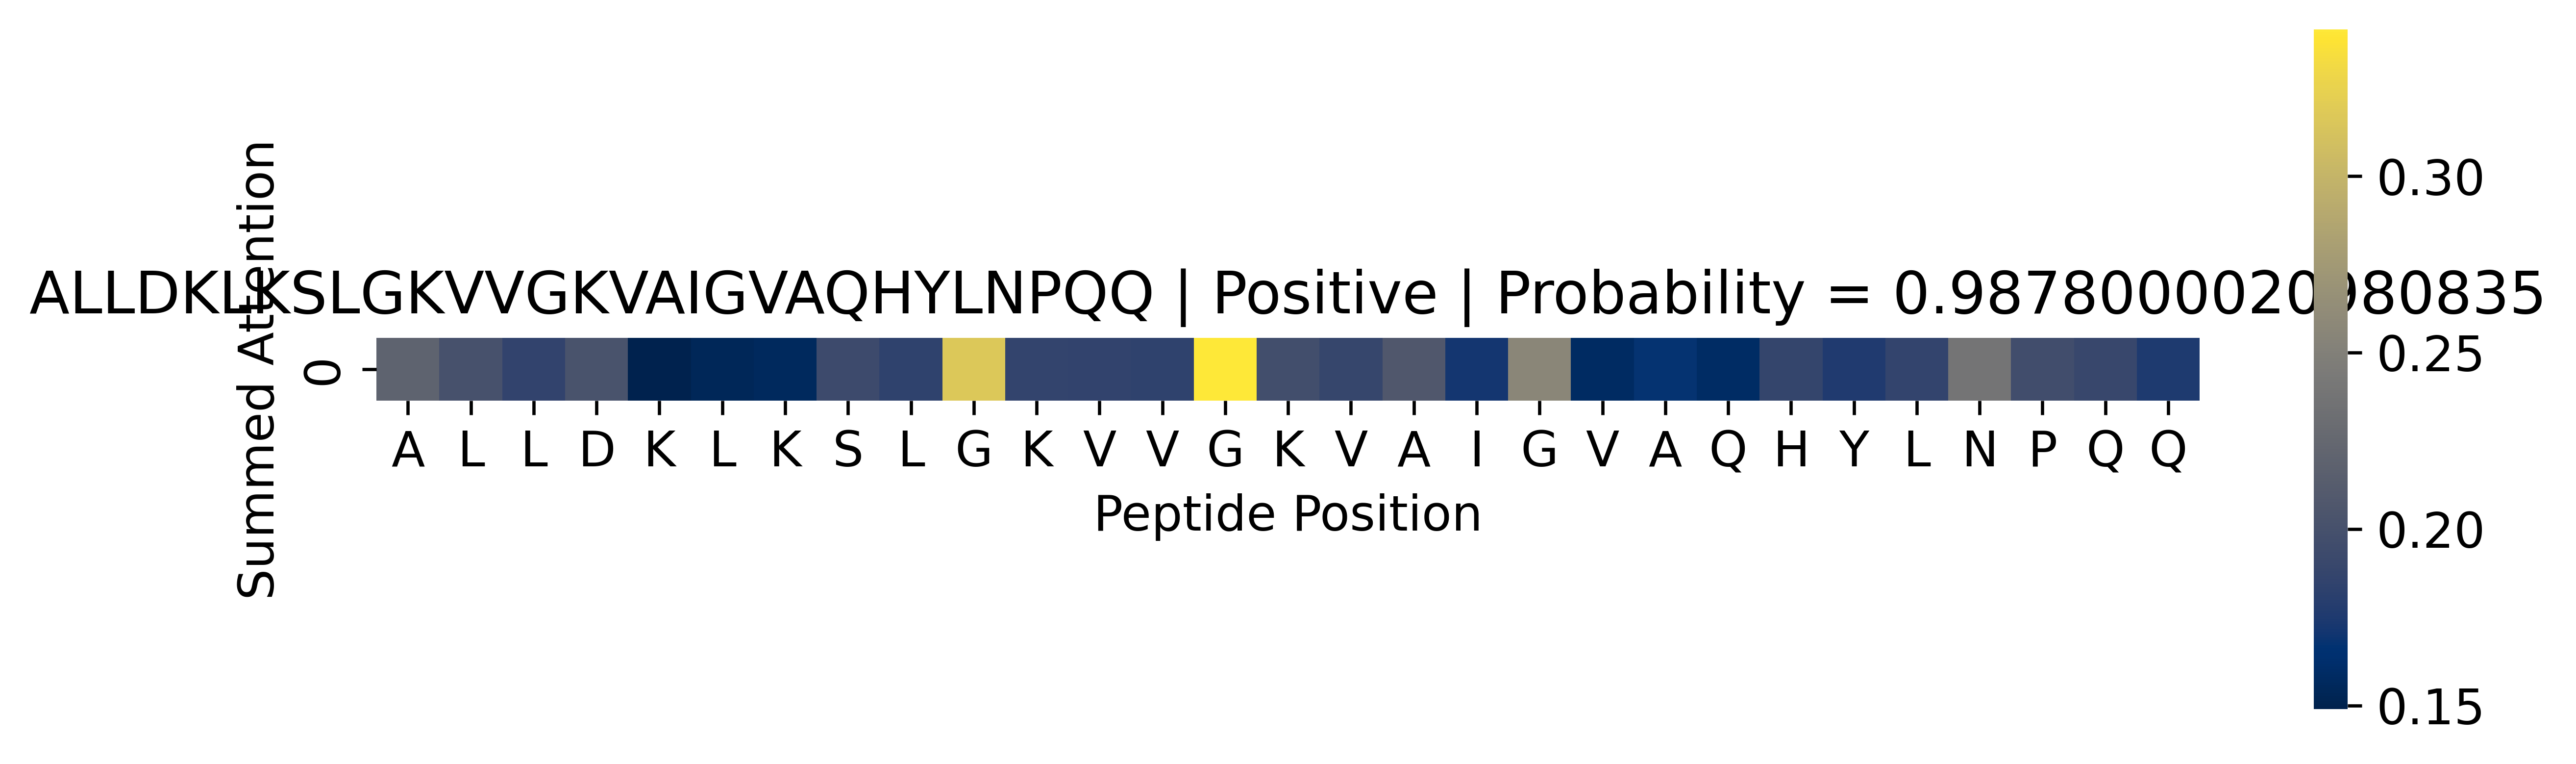 ALLDKLKSLGKVVGKVAIGVAQHYLNPQQ | Positive | Probability = 0.9878000020980835
Summed Attention
0
A L L D K L K S L G K V V G K V A I G V A Q H Y L N P Q Q
Peptide Position
0.30
0.25
0.20
0.15